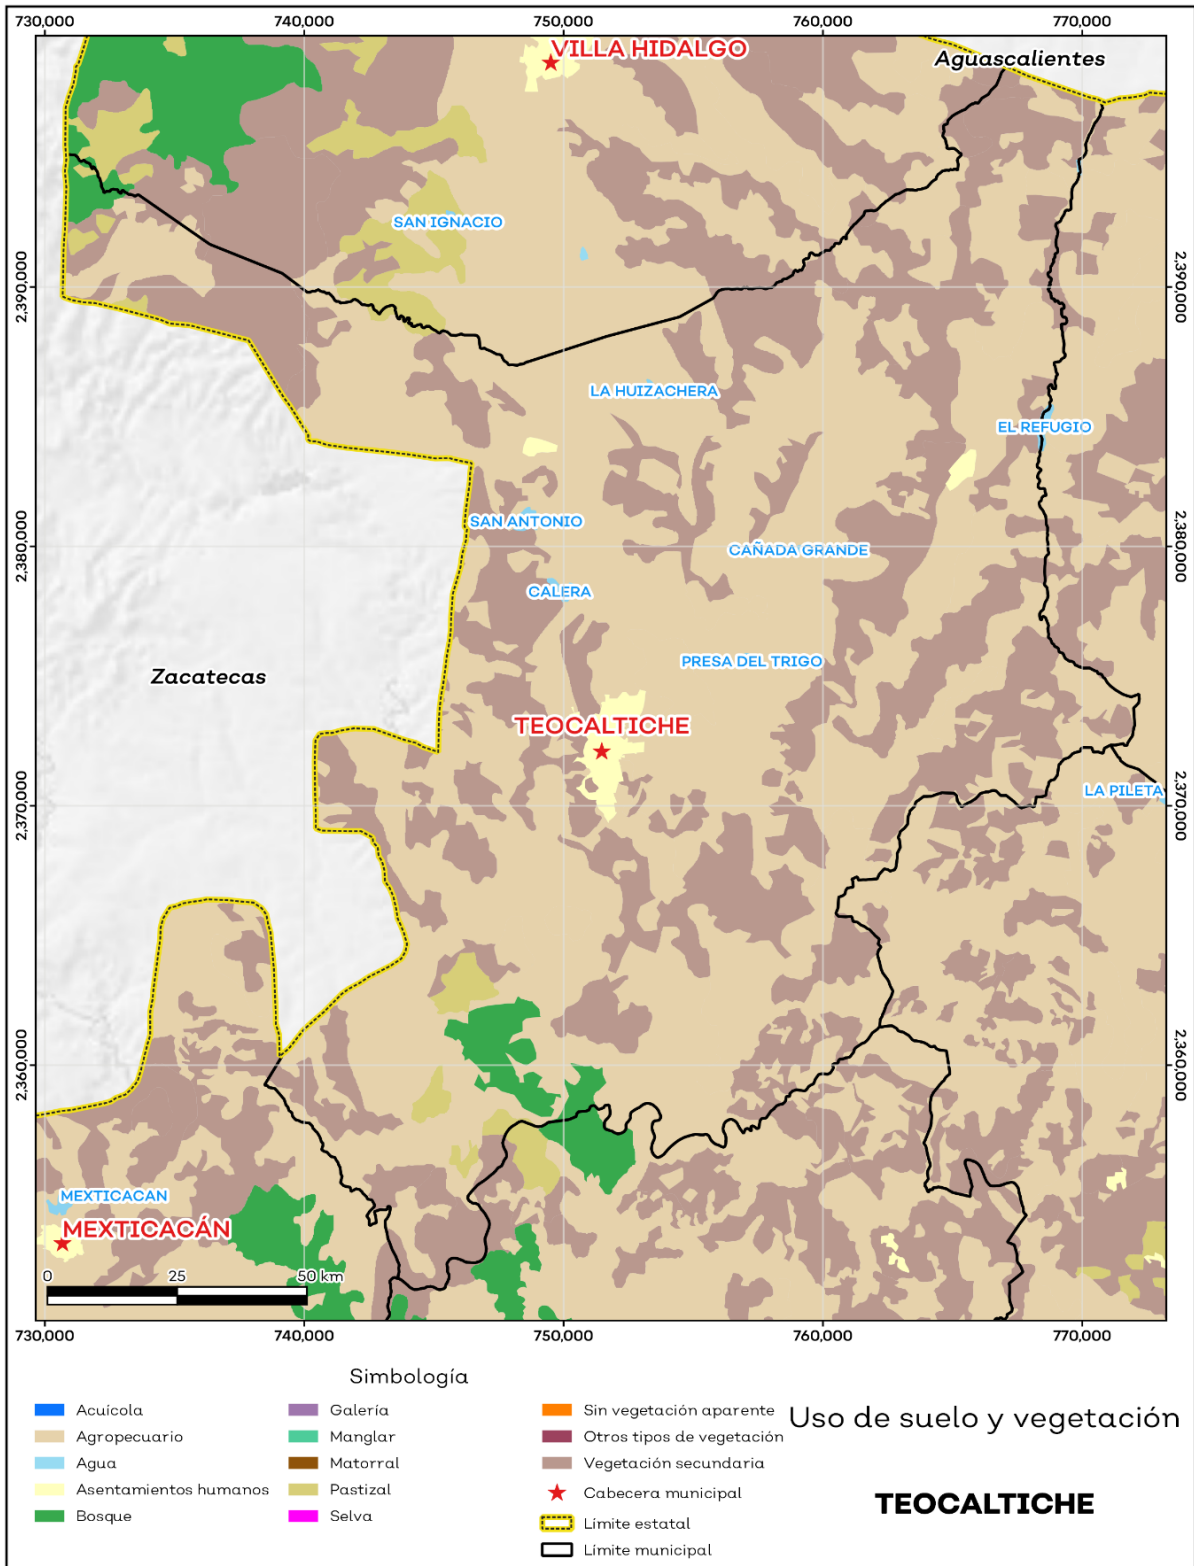 730,000 740,000 750,000 760,000 770,000
VILLA HIDALGO
Aguascalientes
SAN IGNACIO
2,390,000 2,390,000
LA HUIZACHERA
EL REFUGIO
SAN ANTONIO
2,380,000 2,380,000
CAÑADA GRANDE
CALERA
PRESA DEL TRIGO
Zacatecas
TEOCALTICHE
LA PILETA
2,370,000 2,370,000
2,360,000 2,360,000
MEXTICACAN
MEXTICACÁN
0 25 50 km
730,000 740,000 750,000 760,000 770,000
Simbología
Acuícola
Agropecuario
Agua
Asentamientos humanos
Bosque
Galería
Manglar
Matorral
Pastizal
Selva
Sin vegetación aparente
Otros tipos de vegetación
Vegetación secundaria
Cabecera municipal
Límite estatal
Límite municipal
Uso de suelo y vegetación
TEOCALTICHE